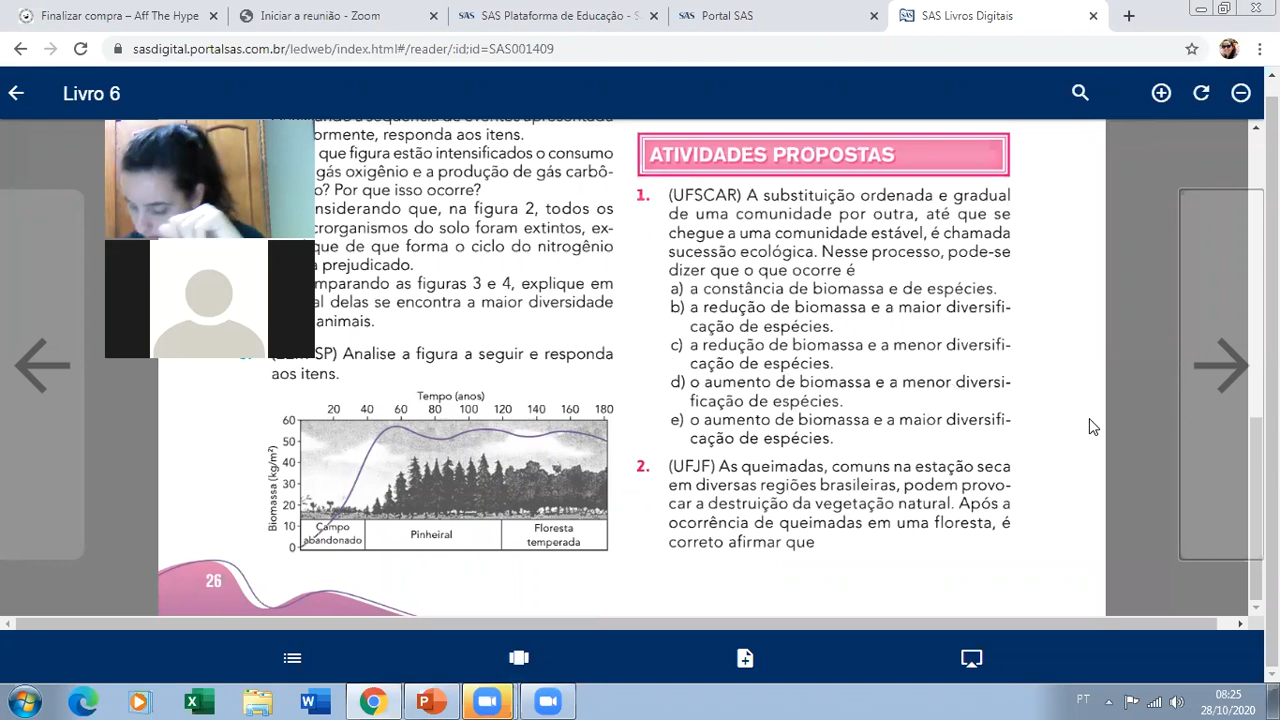 Finalizar compra – Aff The Hype
Iniciar a reunião - Zoom
SAS Plataforma de Educação - S
Portal SAS
SAS Livros Digitais
sasdigital.portalsas.com.br/ledweb/index.html#/reader/:id;id=SAS001409
Livro 6
ormente, responda aos itens.
que figura estão intensificados o consumo
gás oxigênio e a produção de gás carbô-
o? Por que isso ocorre?
nsiderando que, na figura 2, todos os
crorganismos do solo foram extintos, ex-
que de que forma o ciclo do nitrogênio
a prejudicado.
mparando as figuras 3 e 4, explique em
al delas se encontra a maior diversidade
animais.
SP) Analise a figura a seguir e responda
aos itens.
Tempo (anos)
20 40 60 80 100 120 140 160 180
Biomassa (kg/m²)
60
50
40
30
20
10
0
Campo abandonado
Pinheiral
Floresta temperada
26
ATIVIDADES PROPOSTAS
1. (UFSCAR) A substituição ordenada e gradual
de uma comunidade por outra, até que se
chegue a uma comunidade estável, é chamada
sucessão ecológica. Nesse processo, pode-se
dizer que o que ocorre é
a) a constância de biomassa e de espécies.
b) a redução de biomassa e a maior diversifi-
cação de espécies.
c) a redução de biomassa e a menor diversifi-
cação de espécies.
d) o aumento de biomassa e a menor diversi-
ficação de espécies.
e) o aumento de biomassa e a maior diversifi-
cação de espécies.
2. (UFJF) As queimadas, comuns na estação seca
em diversas regiões brasileiras, podem provo-
car a destruição da vegetação natural. Após a
ocorrência de queimadas em uma floresta, é
correto afirmar que
PT
08:25
28/10/2020